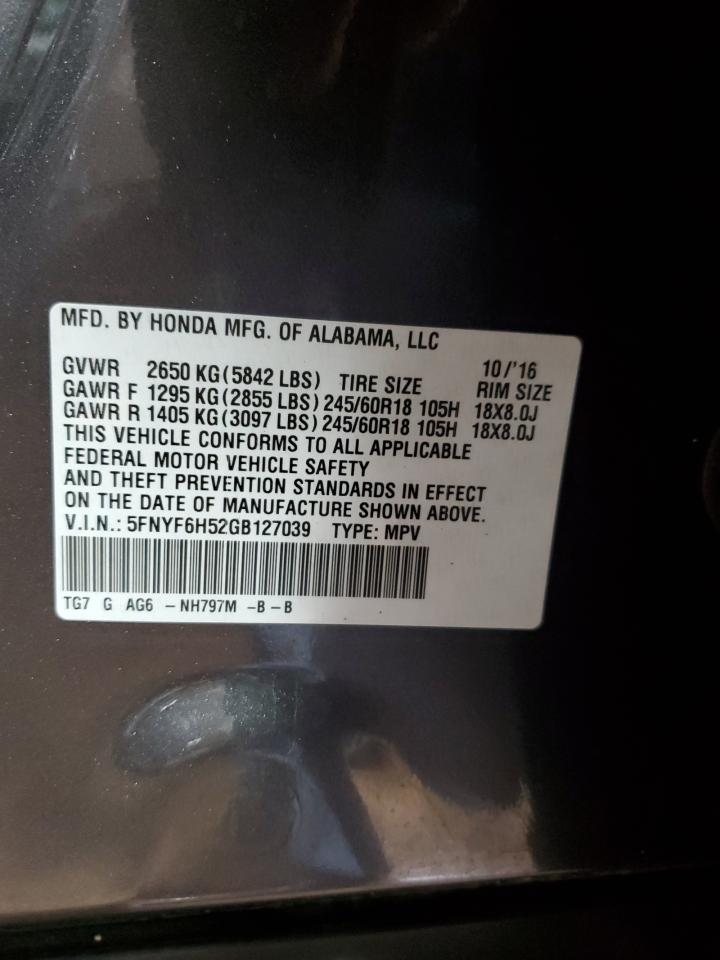 MFD. BY HONDA MFG. OF ALABAMA, LLC
10/'16
GVWR 2650 KG(5842 LBS) TIRE SIZE RIM SIZE
GAWR F 1295 KG(2855 LBS) 245/60R18 105H 18X8.0J
GAWR R 1405 KG(3097 LBS) 245/60R18 105H 18X8.0J
THIS VEHICLE CONFORMS TO ALL APPLICABLE
FEDERAL MOTOR VEHICLE SAFETY
AND THEFT PREVENTION STANDARDS IN EFFECT
ON THE DATE OF MANUFACTURE SHOWN ABOVE.
V.I.N.: 5FNYF6H52GB127039 TYPE: MPV
TG7 G AG6 -NH797M -B-B